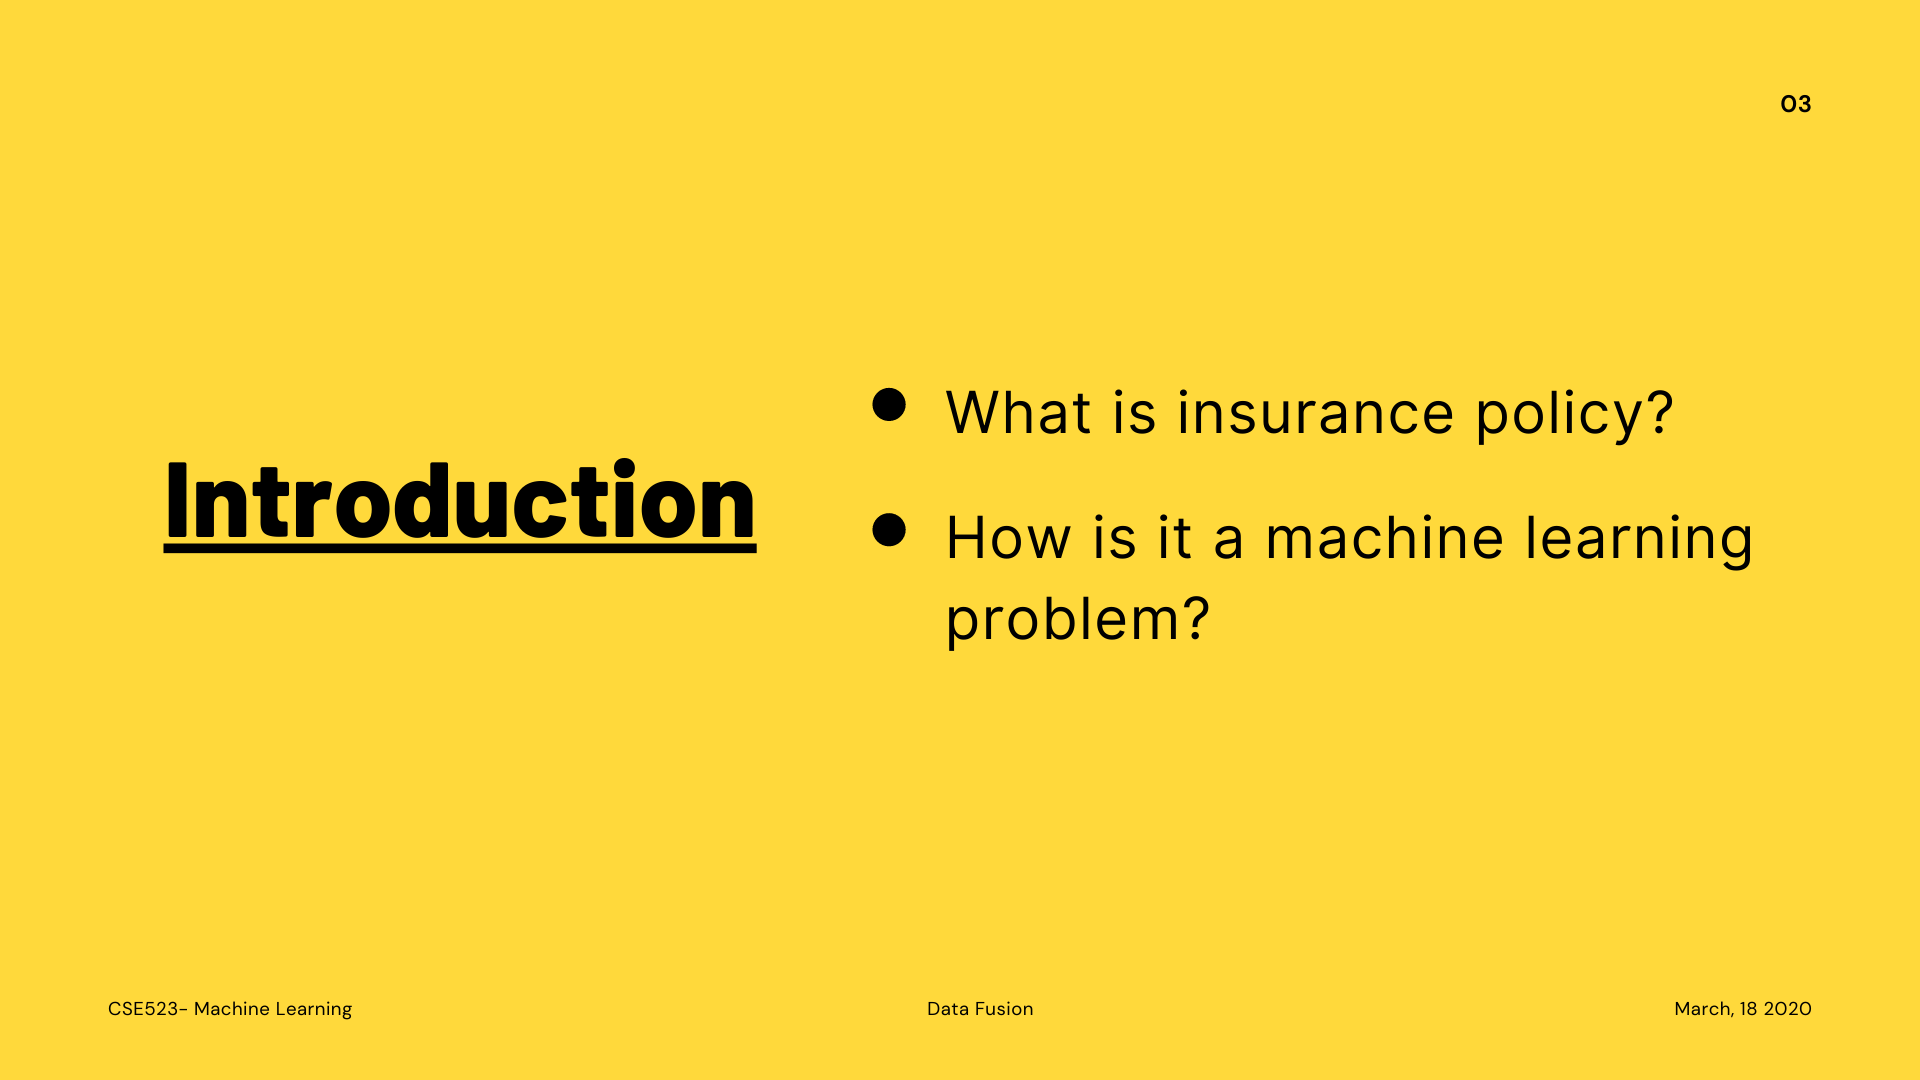 03
Introduction
● What is insurance policy?
● How is it a machine learning
problem?
CSE523- Machine Learning
Data Fusion
March, 18 2020